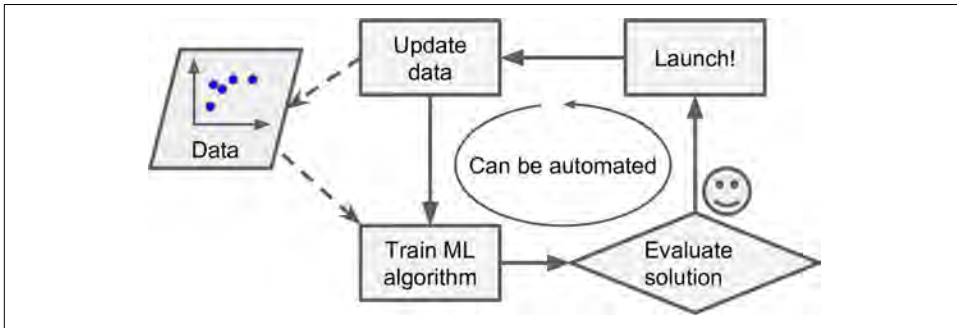 Update
data
Launch!
Data
Can be automated
Train ML
algorithm
Evaluate
solution